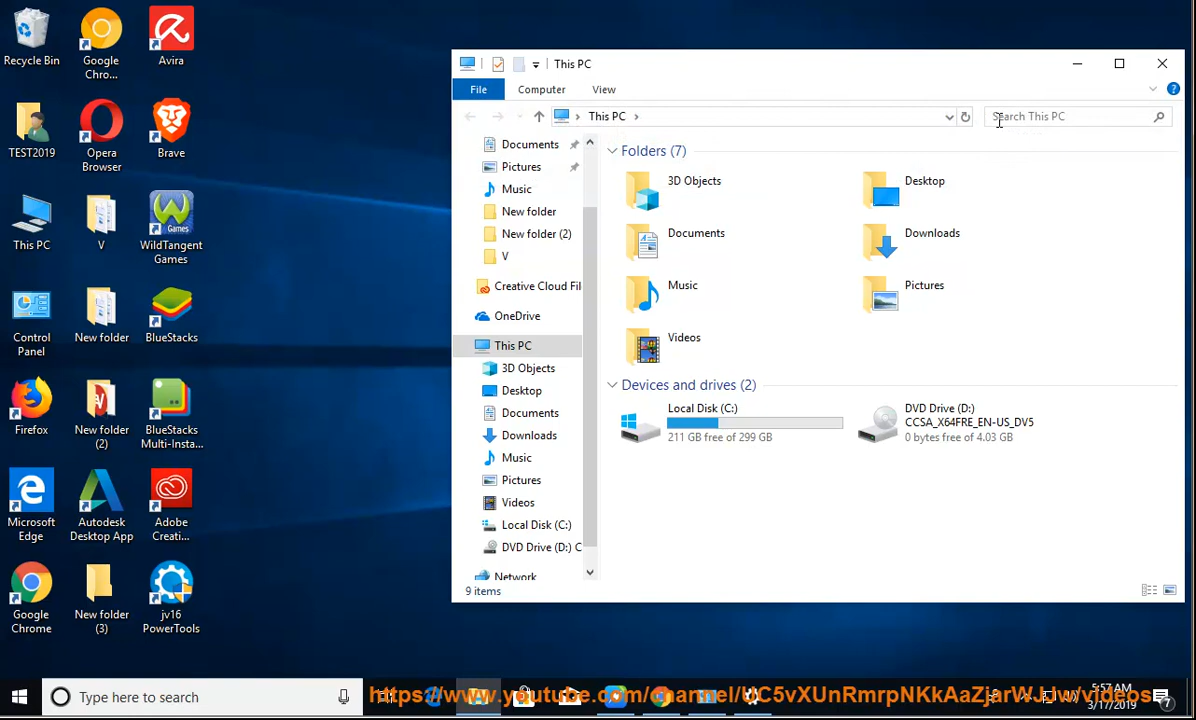 Recycle Bin
Google
Chro...
Avira
TEST2019
Opera
Browser
Brave
This PC
V
WildTangent
Games
Games
Control
Panel
New folder
BlueStacks
Firefox
New folder
(2)
BlueStacks
Multi-Insta...
Microsoft
Edge
Autodesk
Desktop App
Adobe
Creati...
Google
Chrome
New folder
(3)
jv16
PowerTools
This PC
File
Computer
View
This PC
Search This PC
Documents
Pictures
Music
New folder
New folder (2)
V
Creative Cloud Fil
OneDrive
This PC
3D Objects
Desktop
Documents
Downloads
Music
Pictures
Videos
Local Disk (C:)
DVD Drive (D:) C
Network
Folders (7)
3D Objects
Desktop
Documents
Downloads
Music
Pictures
Videos
Devices and drives (2)
Local Disk (C:)
211 GB free of 299 GB
DVD Drive (D:)
CCSA_X64FRE_EN-US_DV5
0 bytes free of 4.03 GB
9 items
Type here to search
5:57 AM
3/17/2019
7